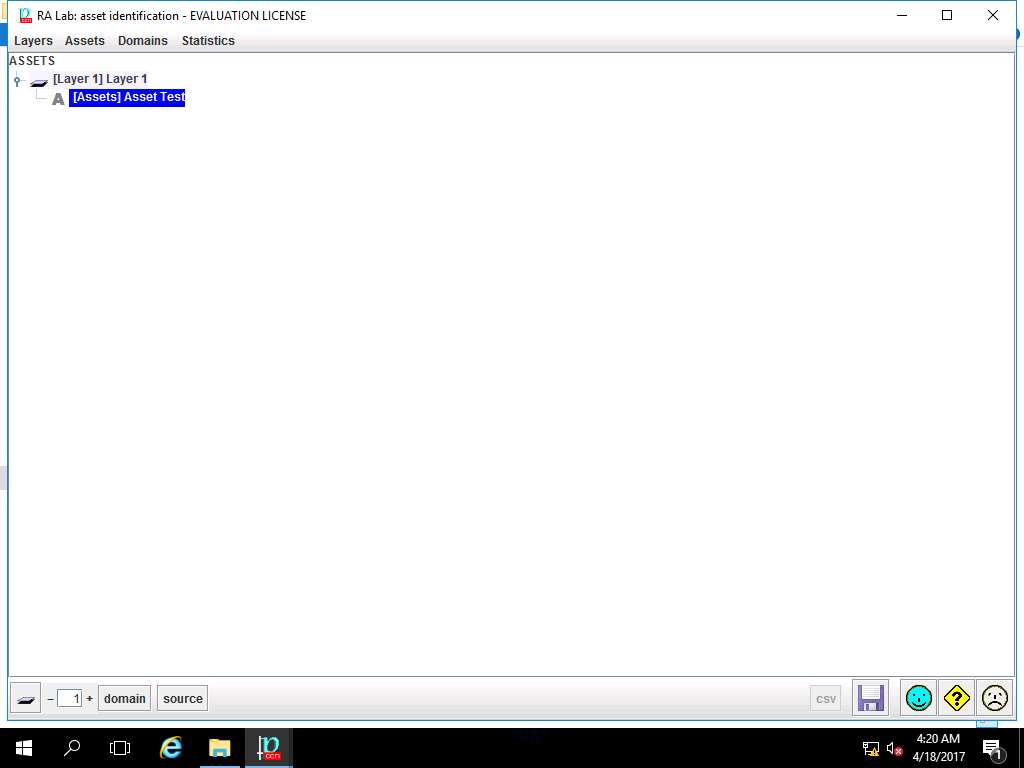 RA Lab: asset identification - EVALUATION LICENSE
Layers Assets Domains Statistics
ASSETS
[Layer 1] Layer 1
A [Assets] Asset Test
- 1 + domain source csv ?
4:20 AM
4/18/2017
1